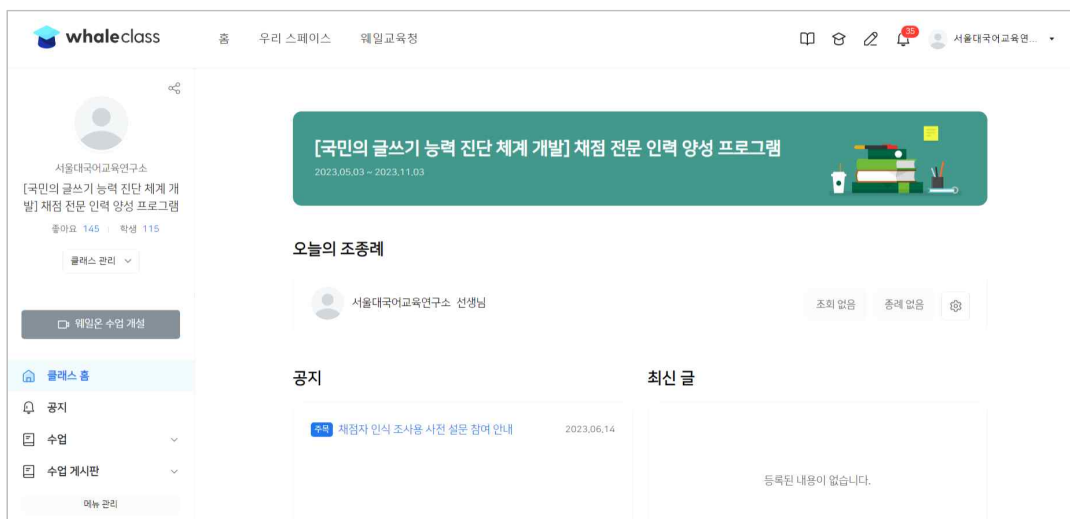 whaleclass
홈 우리 스페이스 웨일교육청
35
서울대국어교육연...
서울대국어교육연구소
[국민의 글쓰기 능력 진단 체계 개
발] 채점 전문 인력 양성 프로그램
좋아요 145 학생 115
클래스 관리
웨일온 수업 개설
클래스 홈
공지
수업
수업 게시판
메뉴 관리
[국민의 글쓰기 능력 진단 체계 개발] 채점 전문 인력 양성 프로그램
2023.05.03 ~ 2023.11.03
오늘의 조종례
서울대국어교육연구소 선생님
조회 없음 종례 없음
공지
주목 채점자 인식 조사용 사전 설문 참여 안내 2023.06.14
최신 글
등록된 내용이 없습니다.